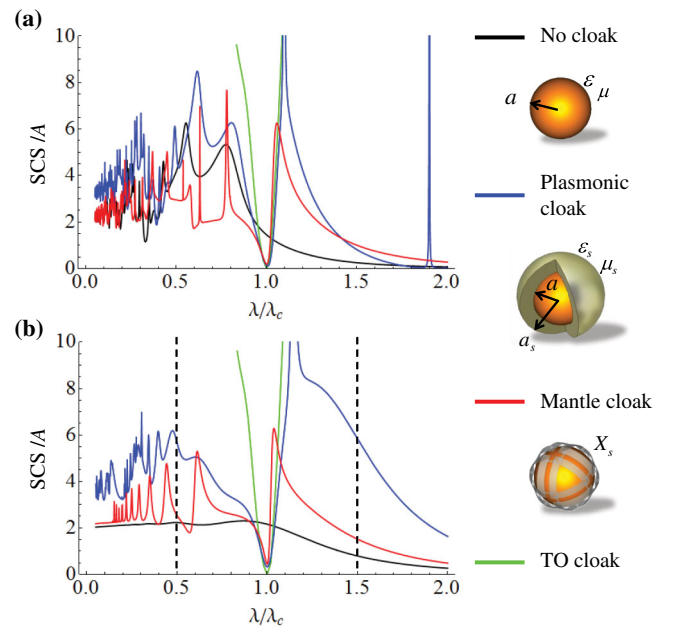 (a)
10
8
6
4
2
0
SCS /A
0.0 0.5 1.0 1.5 2.0
λ/λc
(b)
10
8
6
4
2
0
SCS /A
0.0 0.5 1.0 1.5 2.0
λ/λc
No cloak
ε
μ
a
Plasmonic
cloak
εs
μs
a
as
Mantle cloak
Xs
TO cloak